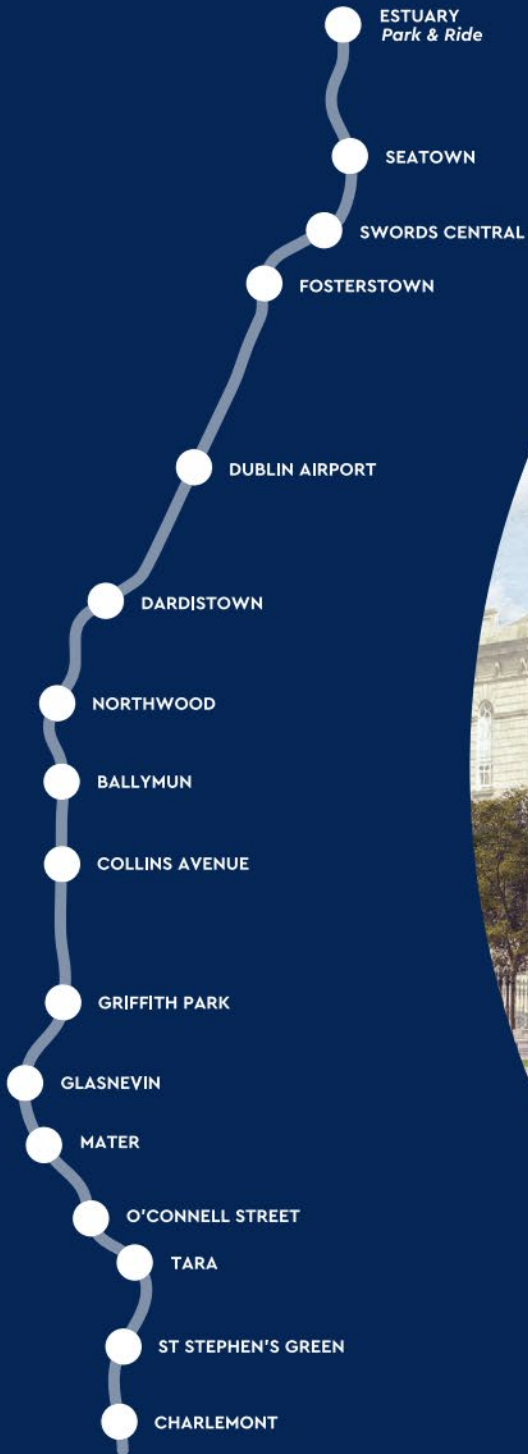 ESTUARY
Park & Ride
SEATOWN
SWORDS CENTRAL
FOSTERSTOWN
DUBLIN AIRPORT
DARDISTOWN
NORTHWOOD
BALLYMUN
COLLINS AVENUE
GRIFFITH PARK
GLASNEVIN
MATER
O'CONNELL STREET
TARA
ST STEPHEN'S GREEN
CHARLEMONT